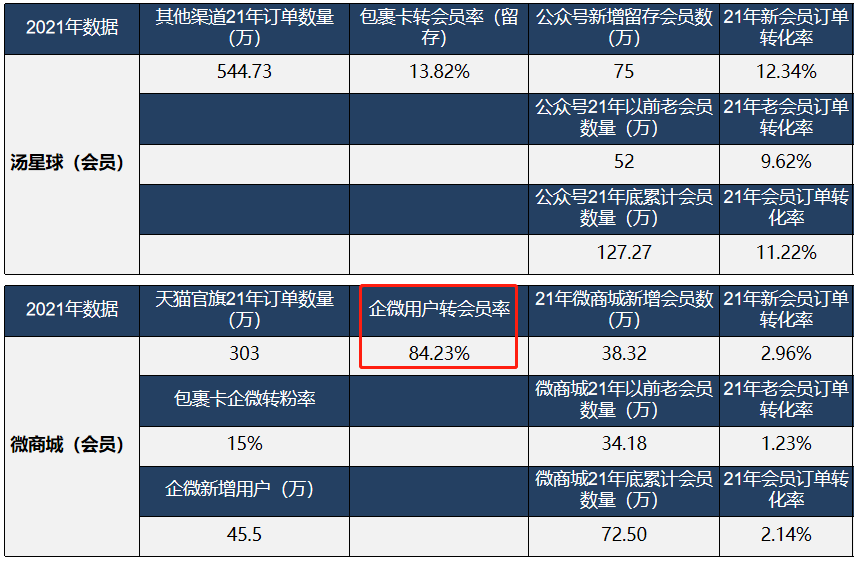 2021年数据
其他渠道21年订单数量
（万）
包裹卡转会员率（留
存）
公众号新增留存会员数
（万）
21年新会员订单
转化率
汤星球（会员）
544.73
13.82%
75
12.34%
公众号21年以前老会员
数量（万）
21年老会员订单
转化率
52
9.62%
公众号21年底累计会员
数量（万）
21年会员订单转
化率
127.27
11.22%
2021年数据
天猫官旗21年订单数量
（万）
企微用户转会员率
21年微商城新增会员数
（万）
21年新会员订单
转化率
微商城（会员）
303
84.23%
38.32
2.96%
包裹卡企微转粉率
微商城21年以前老会员
数量（万）
21年老会员订单
转化率
15%
34.18
1.23%
企微新增用户（万）
微商城21年底累计会员
数量（万）
21年会员订单转
化率
45.5
72.50
2.14%